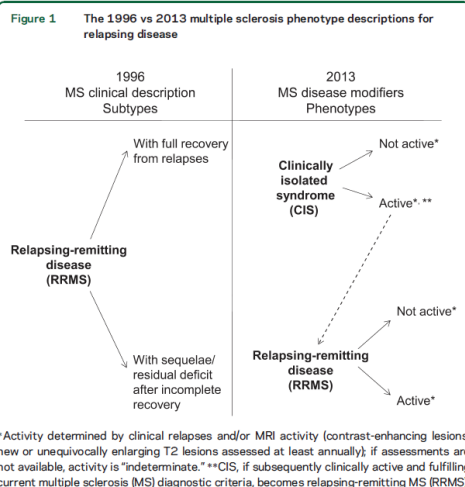 Figure 1 The 1996 vs 2013 multiple sclerosis phenotype descriptions for
relapsing disease
1996
MS clinical description
Subtypes
With full recovery
from relapses
Relapsing-remitting
disease
(RRMS)
With sequelae/
residual deficit
after incomplete
recovery
2013
MS disease modifiers
Phenotypes
Not active*
Clinically
isolated
syndrome
(CIS)
Active*, **
Not active*
Relapsing-remitting
disease
(RRMS)
Active*
*Activity determined by clinical relapses and/or MRI activity (contrast-enhancing lesions
new or unequivocally enlarging T2 lesions assessed at least annually); if assessments are
not available, activity is "indeterminate." **CIS, if subsequently clinically active and fulfilling
current multiple sclerosis (MS) diagnostic criteria, becomes relapsing-remitting MS (RRMS)